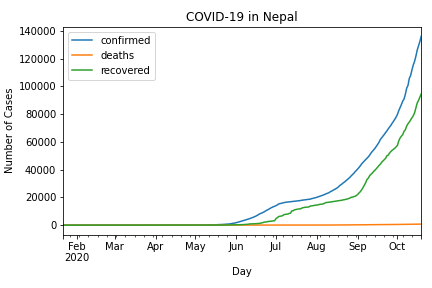 COVID-19 in Nepal
confirmed
deaths
recovered
Number of Cases
140000
120000
100000
80000
60000
40000
20000
0
Feb Mar Apr May Jun Jul Aug Sep Oct
2020
Day